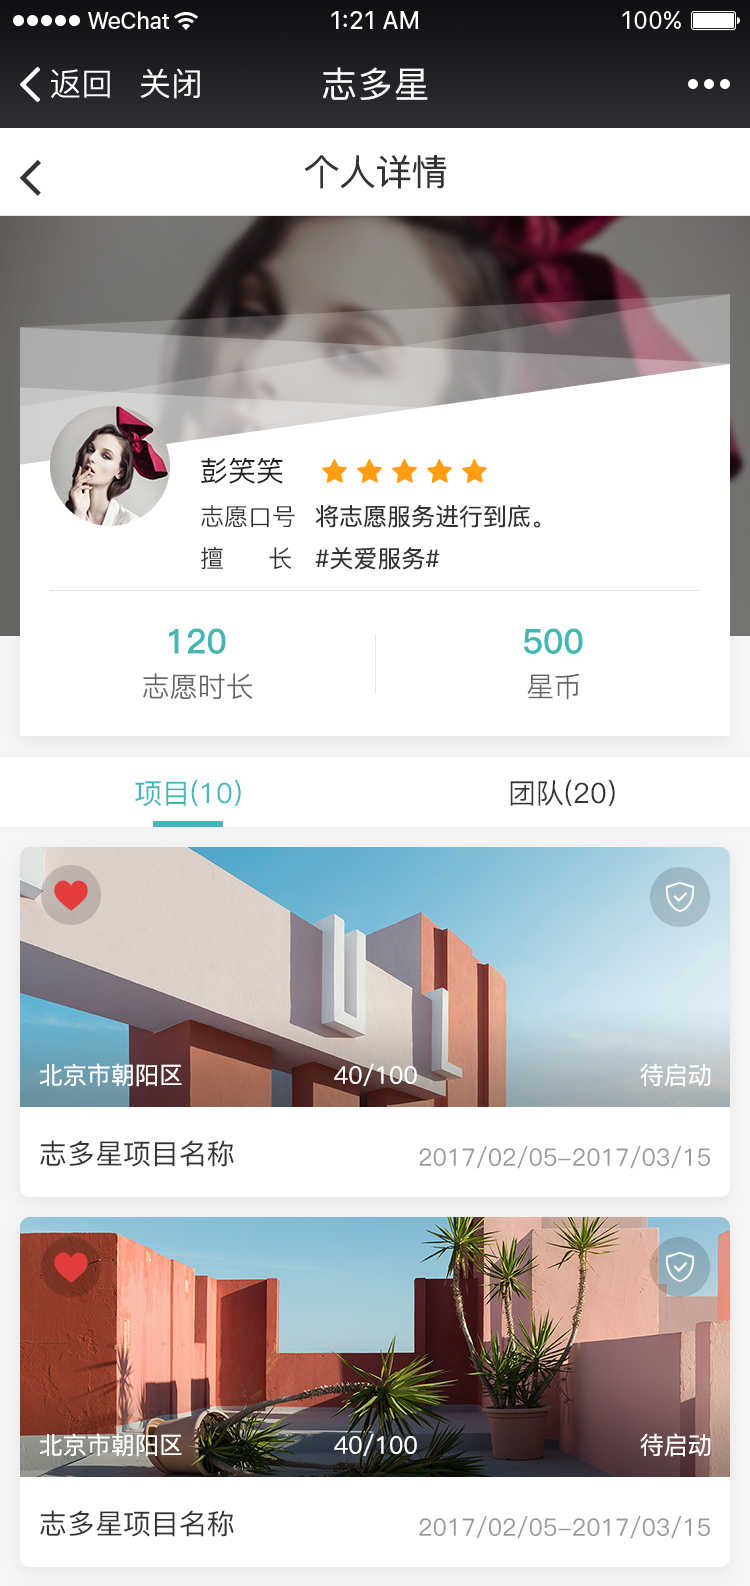 WeChat 1:21 AM 100%
返回 关闭 志多星
个人详情
彭笑笑
志愿口号 将志愿服务进行到底。
擅 长 #关爱服务#
120 500
志愿时长 星币
项目(10) 团队(20)
北京市朝阳区 40/100 待启动
志多星项目名称 2017/02/05-2017/03/15
北京市朝阳区 40/100 待启动
志多星项目名称 2017/02/05-2017/03/15